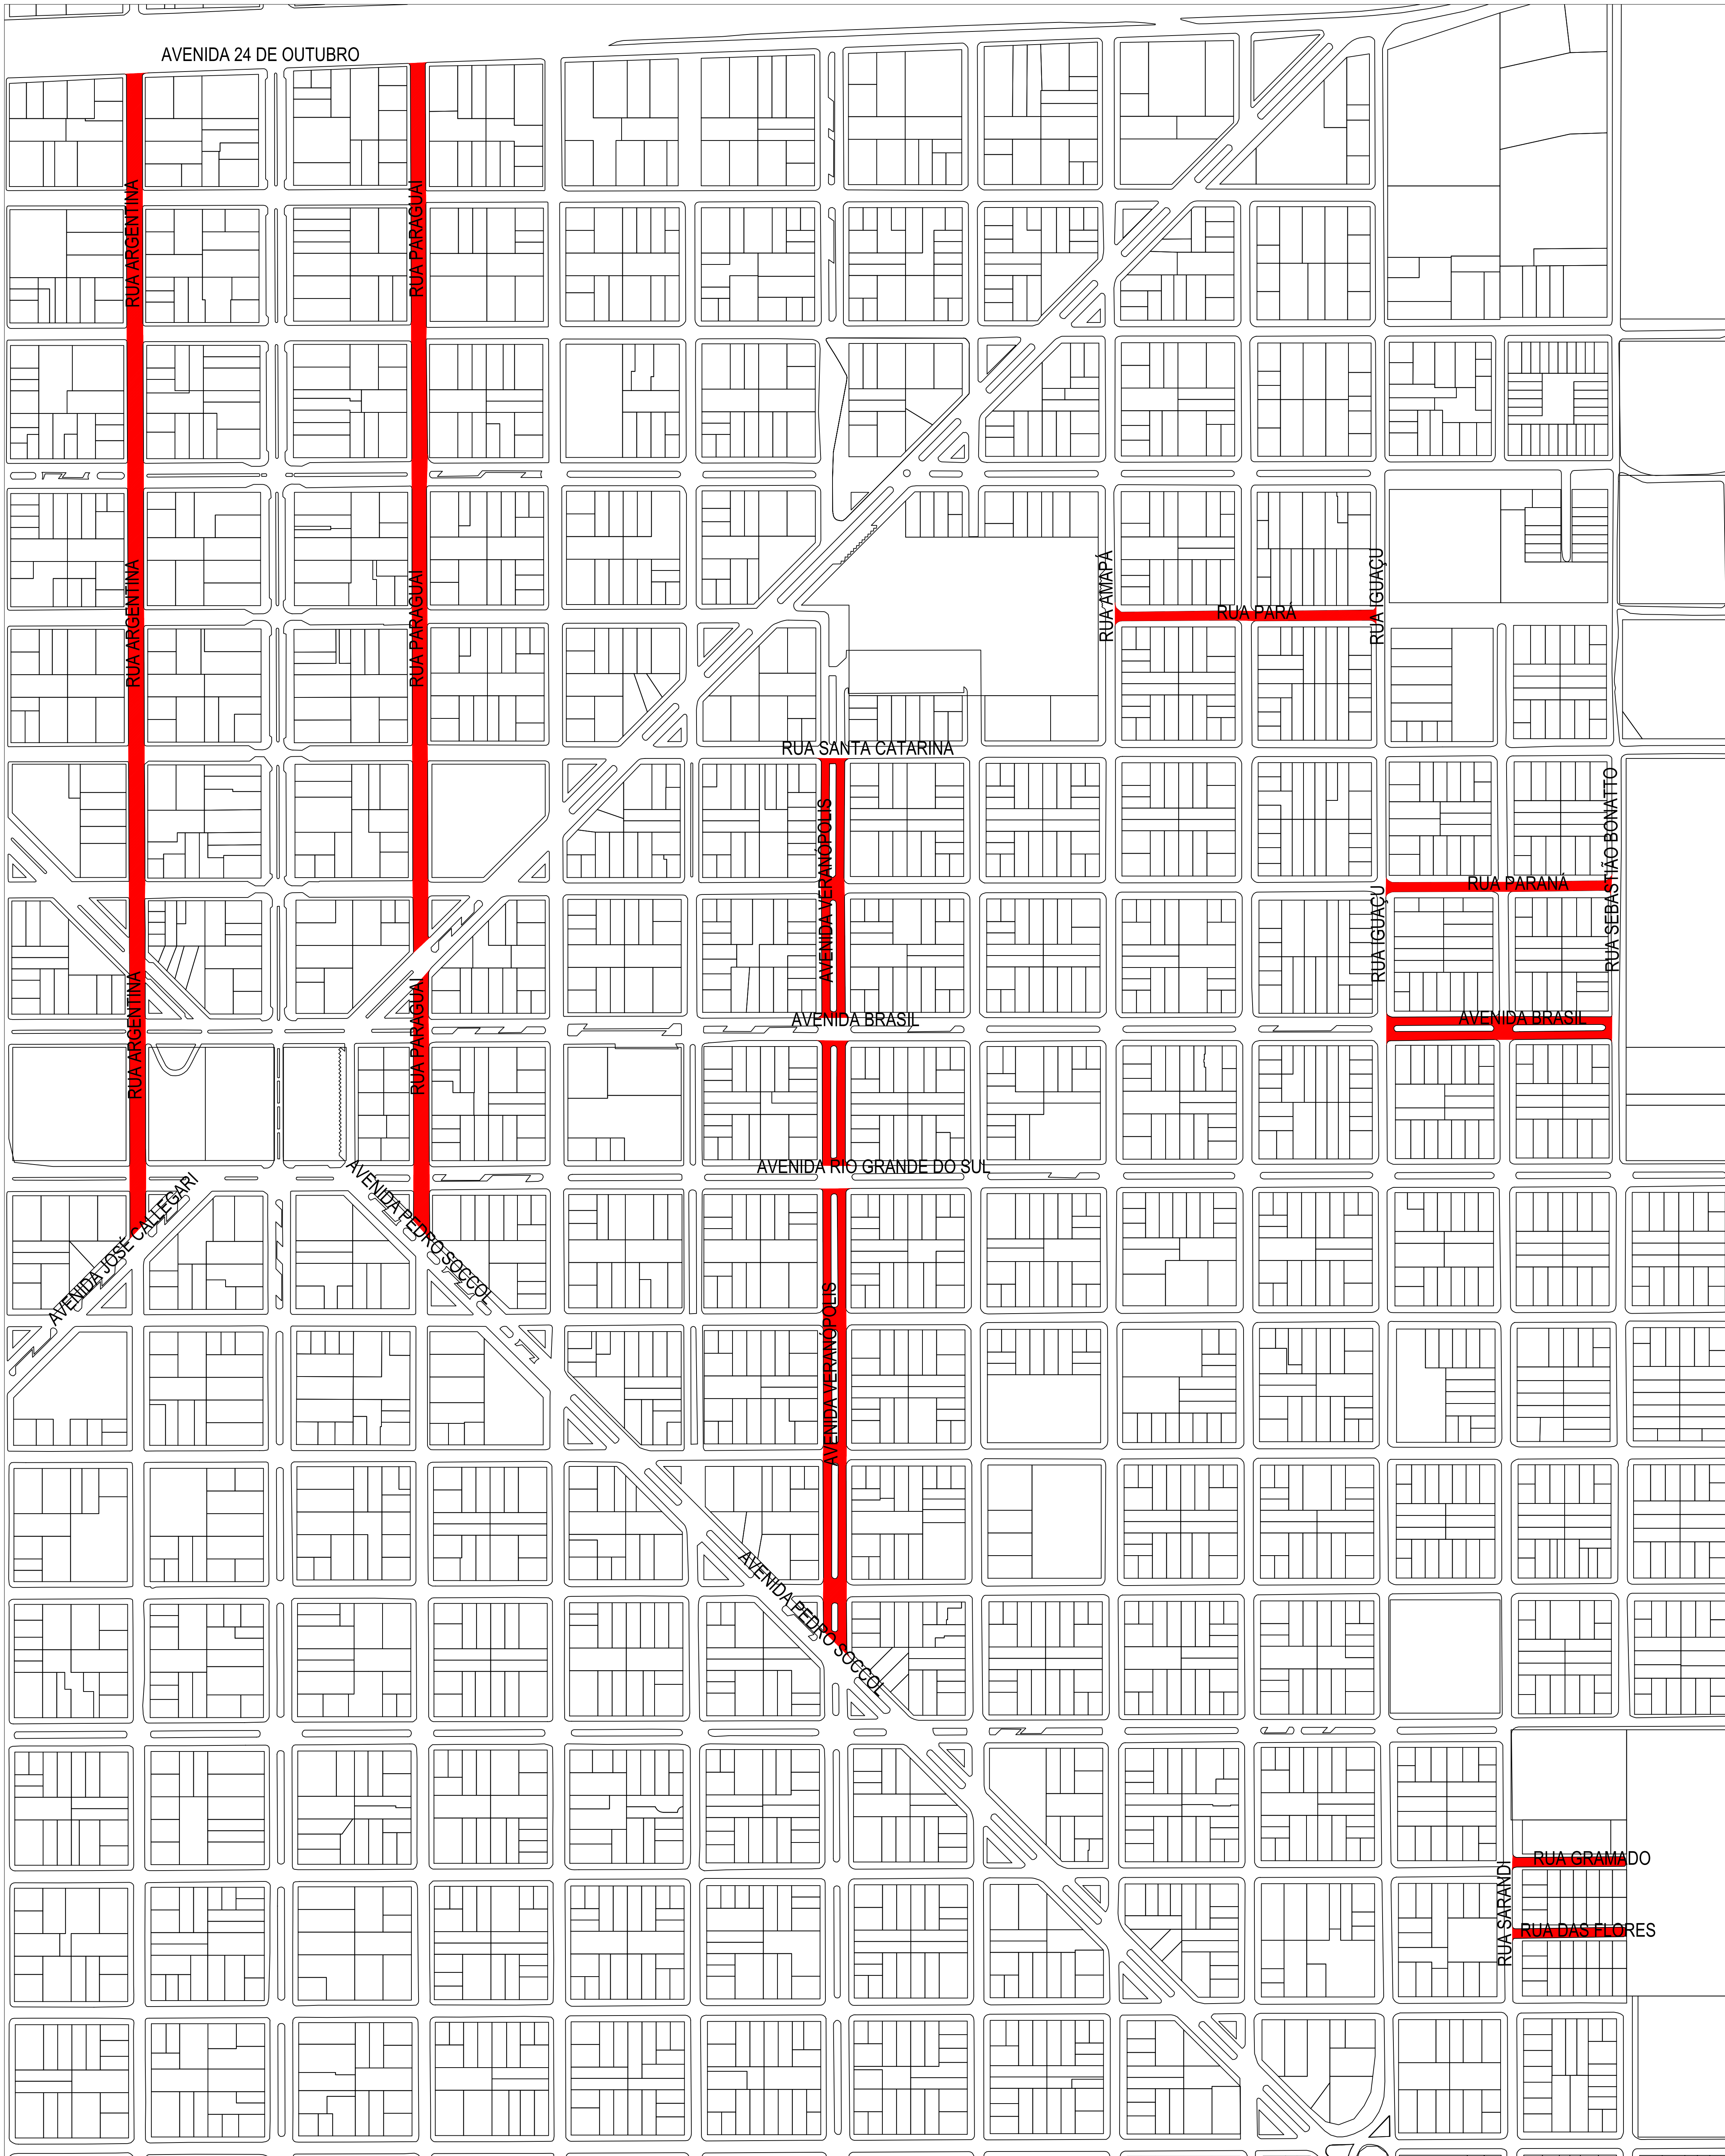 AVENIDA 24 DE OUTUBRO
RUA ARGENTINA
RUA PARAGUAI
RUA ARGENTINA
RUA PARAGUAI
RUA AMAPÁ
RUA PARÁ
RUA IGUAÇU
RUA SANTA CATARINA
AVENIDA VERANÓPOLIS
RUA IGUAÇU
RUA PARANÁ
RUA SEBASTIÃO BONATTO
RUA ARGENTINA
RUA PARAGUAI
AVENIDA BRASIL
AVENIDA BRASIL
AVENIDA JOSÉ CALLEGARI
AVENIDA PEDRO SOCCOL
AVENIDA RIO GRANDE DO SUL
AVENIDA VERANÓPOLIS
AVENIDA PEDRO SOCCOL
RUA SARANDI
RUA GRAMADO
RUA DAS FLORES